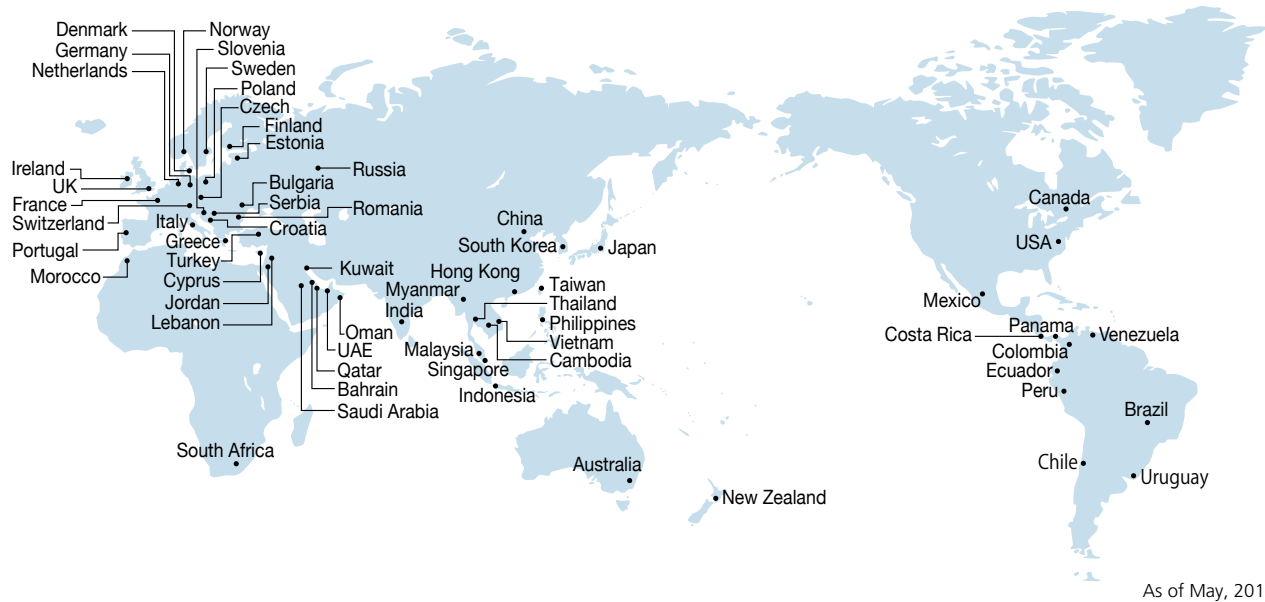 Denmark
Norway
Germany
Slovenia
Netherlands
Sweden
Poland
Czech
Finland
Estonia
Ireland
Russia
UK
Bulgaria
France
Serbia
Romania
Switzerland
Italy
Croatia
Portugal
Greece
Turkey
Morocco
Cyprus
Jordan
Lebanon
Kuwait
Oman
UAE
Qatar
Bahrain
Saudi Arabia
South Africa
China
South Korea
Japan
Hong Kong
Myanmar
Taiwan
India
Thailand
Philippines
Vietnam
Malaysia
Cambodia
Singapore
Indonesia
Australia
New Zealand
Canada
USA
Mexico
Costa Rica
Panama
Venezuela
Colombia
Ecuador
Peru
Brazil
Chile
Uruguay
As of May, 201